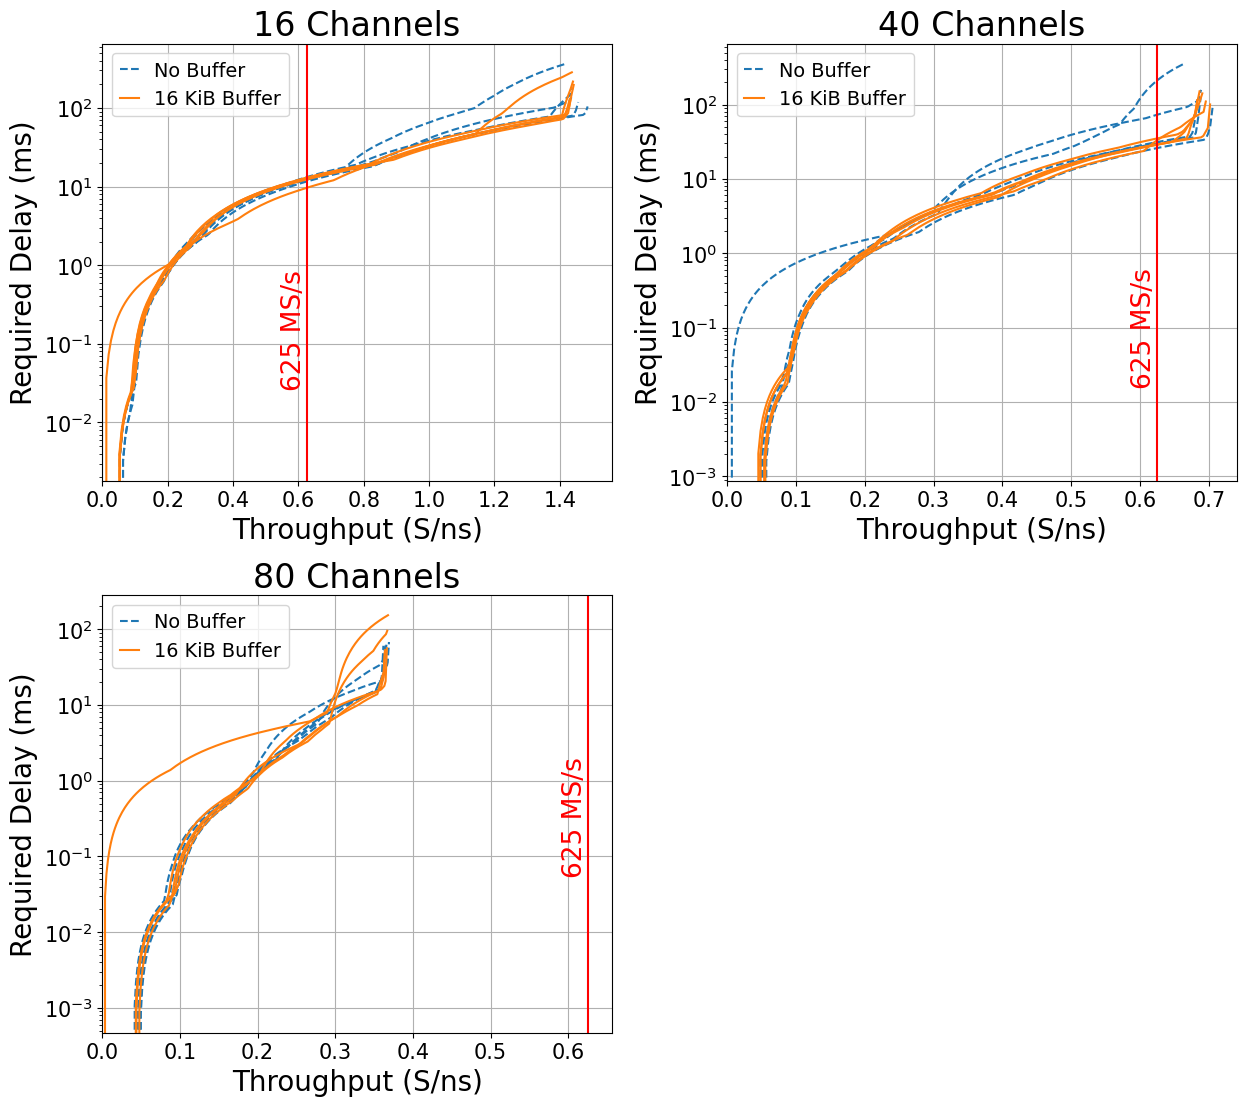 16 Channels
No Buffer
16 KiB Buffer
625 MS/s
Required Delay (ms)
10²
10¹
10⁰
10⁻¹
10⁻²
0.0 0.2 0.4 0.6 0.8 1.0 1.2 1.4
Throughput (S/ns)
40 Channels
No Buffer
16 KiB Buffer
625 MS/s
Required Delay (ms)
10²
10¹
10⁰
10⁻¹
10⁻²
10⁻³
0.0 0.1 0.2 0.3 0.4 0.5 0.6 0.7
Throughput (S/ns)
80 Channels
No Buffer
16 KiB Buffer
625 MS/s
Required Delay (ms)
10²
10¹
10⁰
10⁻¹
10⁻²
10⁻³
0.0 0.1 0.2 0.3 0.4 0.5 0.6
Throughput (S/ns)